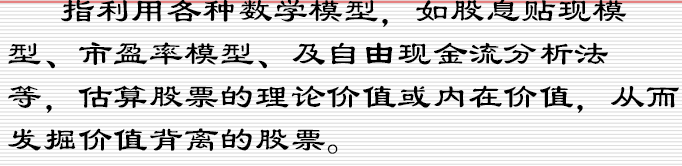 指利用各种数学模型，如股息贴现模
型、市盈率模型、及自由现金流分析法
等，估算股票的理论价值或内在价值，从而
发掘价值背离的股票。